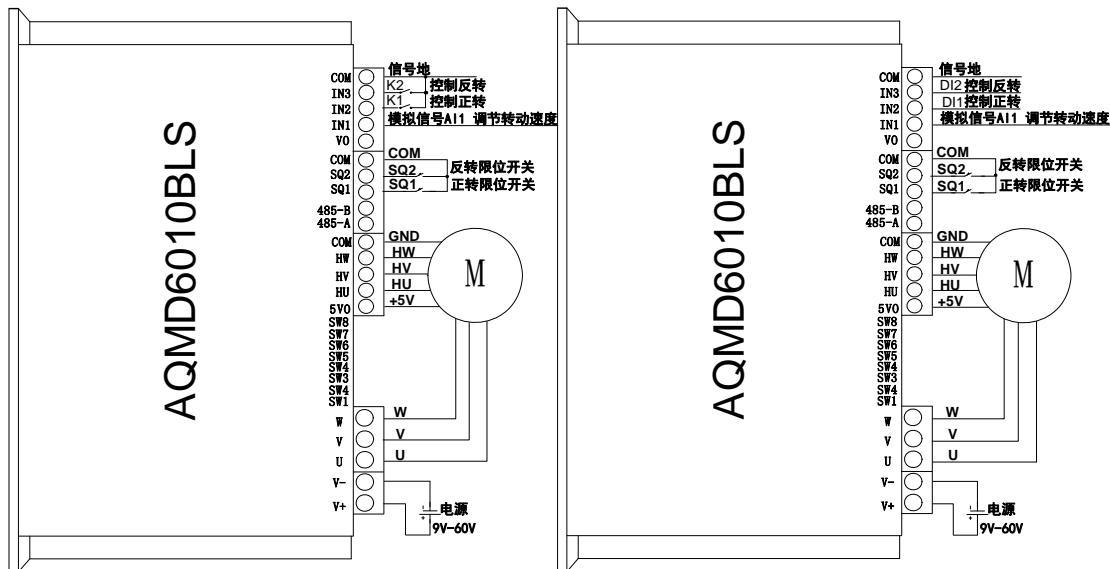 AQMD6010BLS
COM 信号地
IN3 K2 控制反转
IN2 K1 控制正转
IN1 模拟信号AI1 调节转动速度
VO
COM COM
SQ2 SQ2 反转限位开关
SQ1 SQ1 正转限位开关
485-B
485-A
COM GND
HW HW
HV HV
HU HU
5VO +5V
M
SW8
SW7
SW6
SW5
SW4
SW3
SW4
SW1
W W
V V
U U
V-
V+
电源
9V-60V
AQMD6010BLS
COM 信号地
IN3 DI2 控制反转
IN2 DI1 控制正转
IN1 模拟信号AI1 调节转动速度
VO
COM COM
SQ2 SQ2 反转限位开关
SQ1 SQ1 正转限位开关
485-B
485-A
COM GND
HW HW
HV HV
HU HU
5VO +5V
M
SW8
SW7
SW6
SW5
SW4
SW3
SW4
SW1
W W
V V
U U
V-
V+
电源
9V-60V